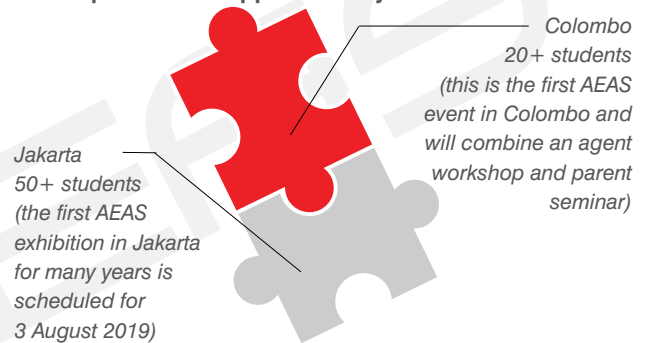 Colombo
20+ students
(this is the first AEAS
event in Colombo and
will combine an agent
workshop and parent
seminar)
Jakarta
50+ students
(the first AEAS
exhibition in Jakarta
for many years is
scheduled for
3 August 2019)